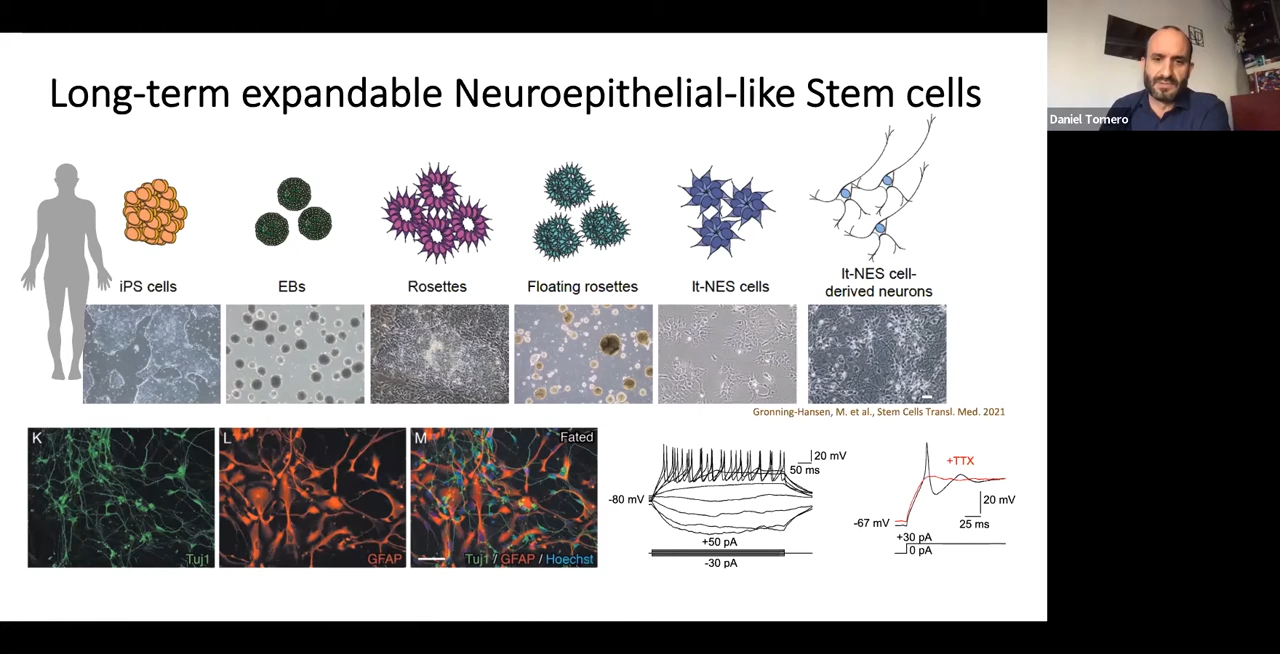 Long-term expandable Neuroepithelial-like Stem cells
Daniel Tornero
iPS cells
EBs
Rosettes
Floating rosettes
lt-NES cells
lt-NES cell-
derived neurons
Gronning-Hansen, M. et al., Stem Cells Transl. Med. 2021
K
Tuj1
L
GFAP
M
Fated
Tuj1 / GFAP / Hoechst
20 mV
50 ms
-80 mV
+50 pA
-30 pA
+TTX
20 mV
25 ms
-67 mV
+30 pA
0 pA